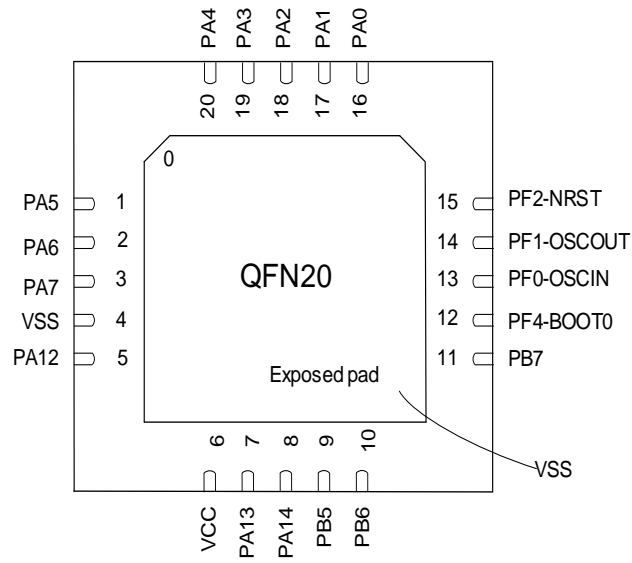 PA4 PA3 PA2 PA1 PA0
20 19 18 17 16
0
PA5 1
PA6 2
PA7 3
VSS 4
PA12 5
QFN20
Exposed pad
15 PF2-NRST
14 PF1-OSCOUT
13 PF0-OSCIN
12 PF4-BOOT0
11 PB7
6 7 8 9 10
VCC PA13 PA14 PB5 PB6
VSS